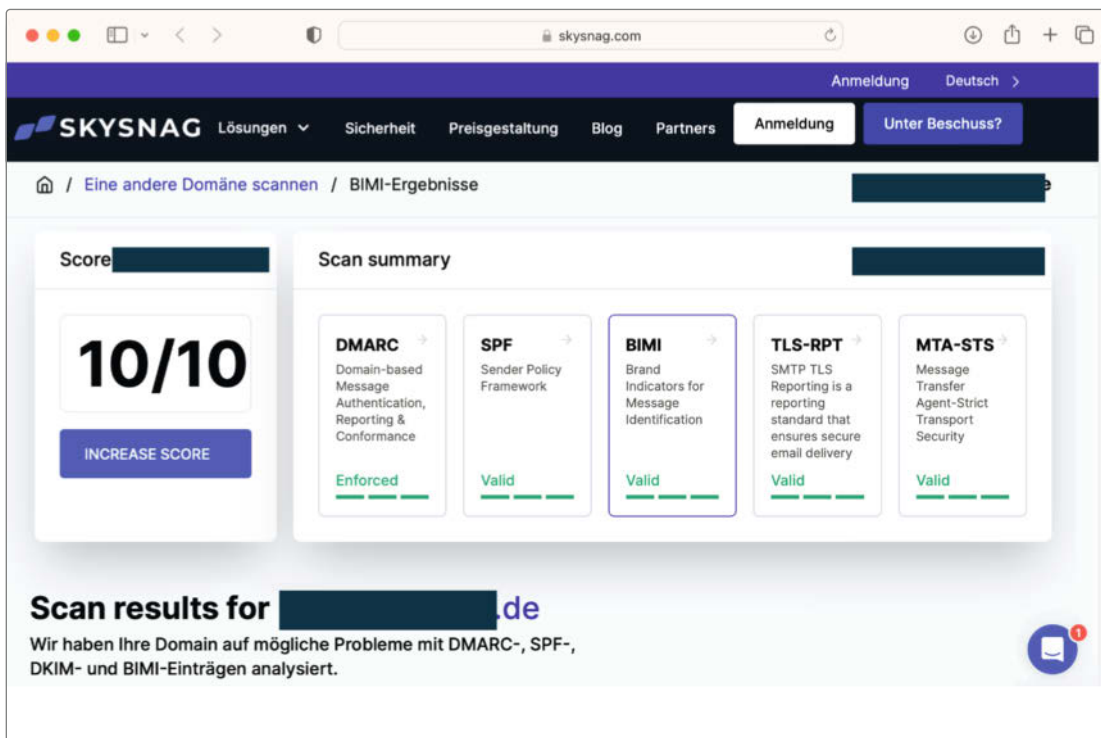 skysnag.com
Anmeldung Deutsch
SKYSNAG Lösungen Sicherheit Preisgestaltung Blog Partners Anmeldung Unter Beschuss?
/ Eine andere Domäne scannen / BIMI-Ergebnisse
Score
10/10
INCREASE SCORE
Scan summary
DMARC
Domain-based
Message
Authentication,
Reporting &
Conformance
Enforced
SPF
Sender Policy
Framework
Valid
BIMI
Brand
Indicators for
Message
Identification
Valid
TLS-RPT
SMTP TLS
Reporting is a
reporting
standard that
ensures secure
email delivery
Valid
MTA-STS
Message
Transfer
Agent-Strict
Transport
Security
Valid
Scan results for .de
Wir haben Ihre Domain auf mögliche Probleme mit DMARC-, SPF-,
DKIM- und BIMI-Einträgen analysiert.
1